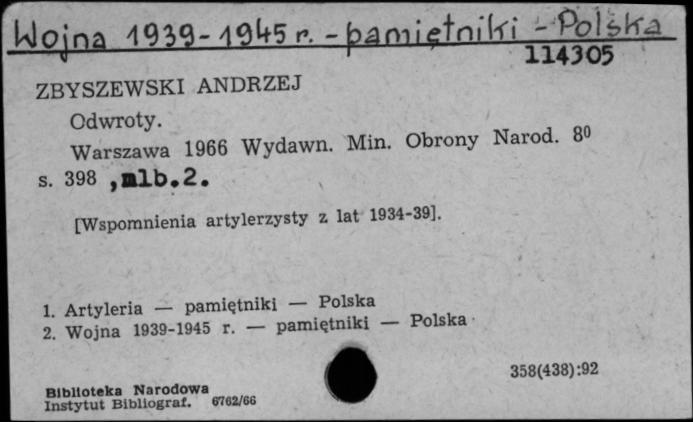 Wojna 1939-1945 r. - pamiętniki - Polska
114305
ZBYSZEWSKI ANDRZEJ
Odwroty.
Warszawa 1966 Wydawn. Min. Obrony Narod. 8⁰
s. 398 ,nlb.2.
[Wspomnienia artylerzysty z lat 1934-39].
1. Artyleria — pamiętniki — Polska
2. Wojna 1939-1945 r. — pamiętniki — Polska
358(438):92
Biblioteka Narodowa
Instytut Bibliograf. 6762/66